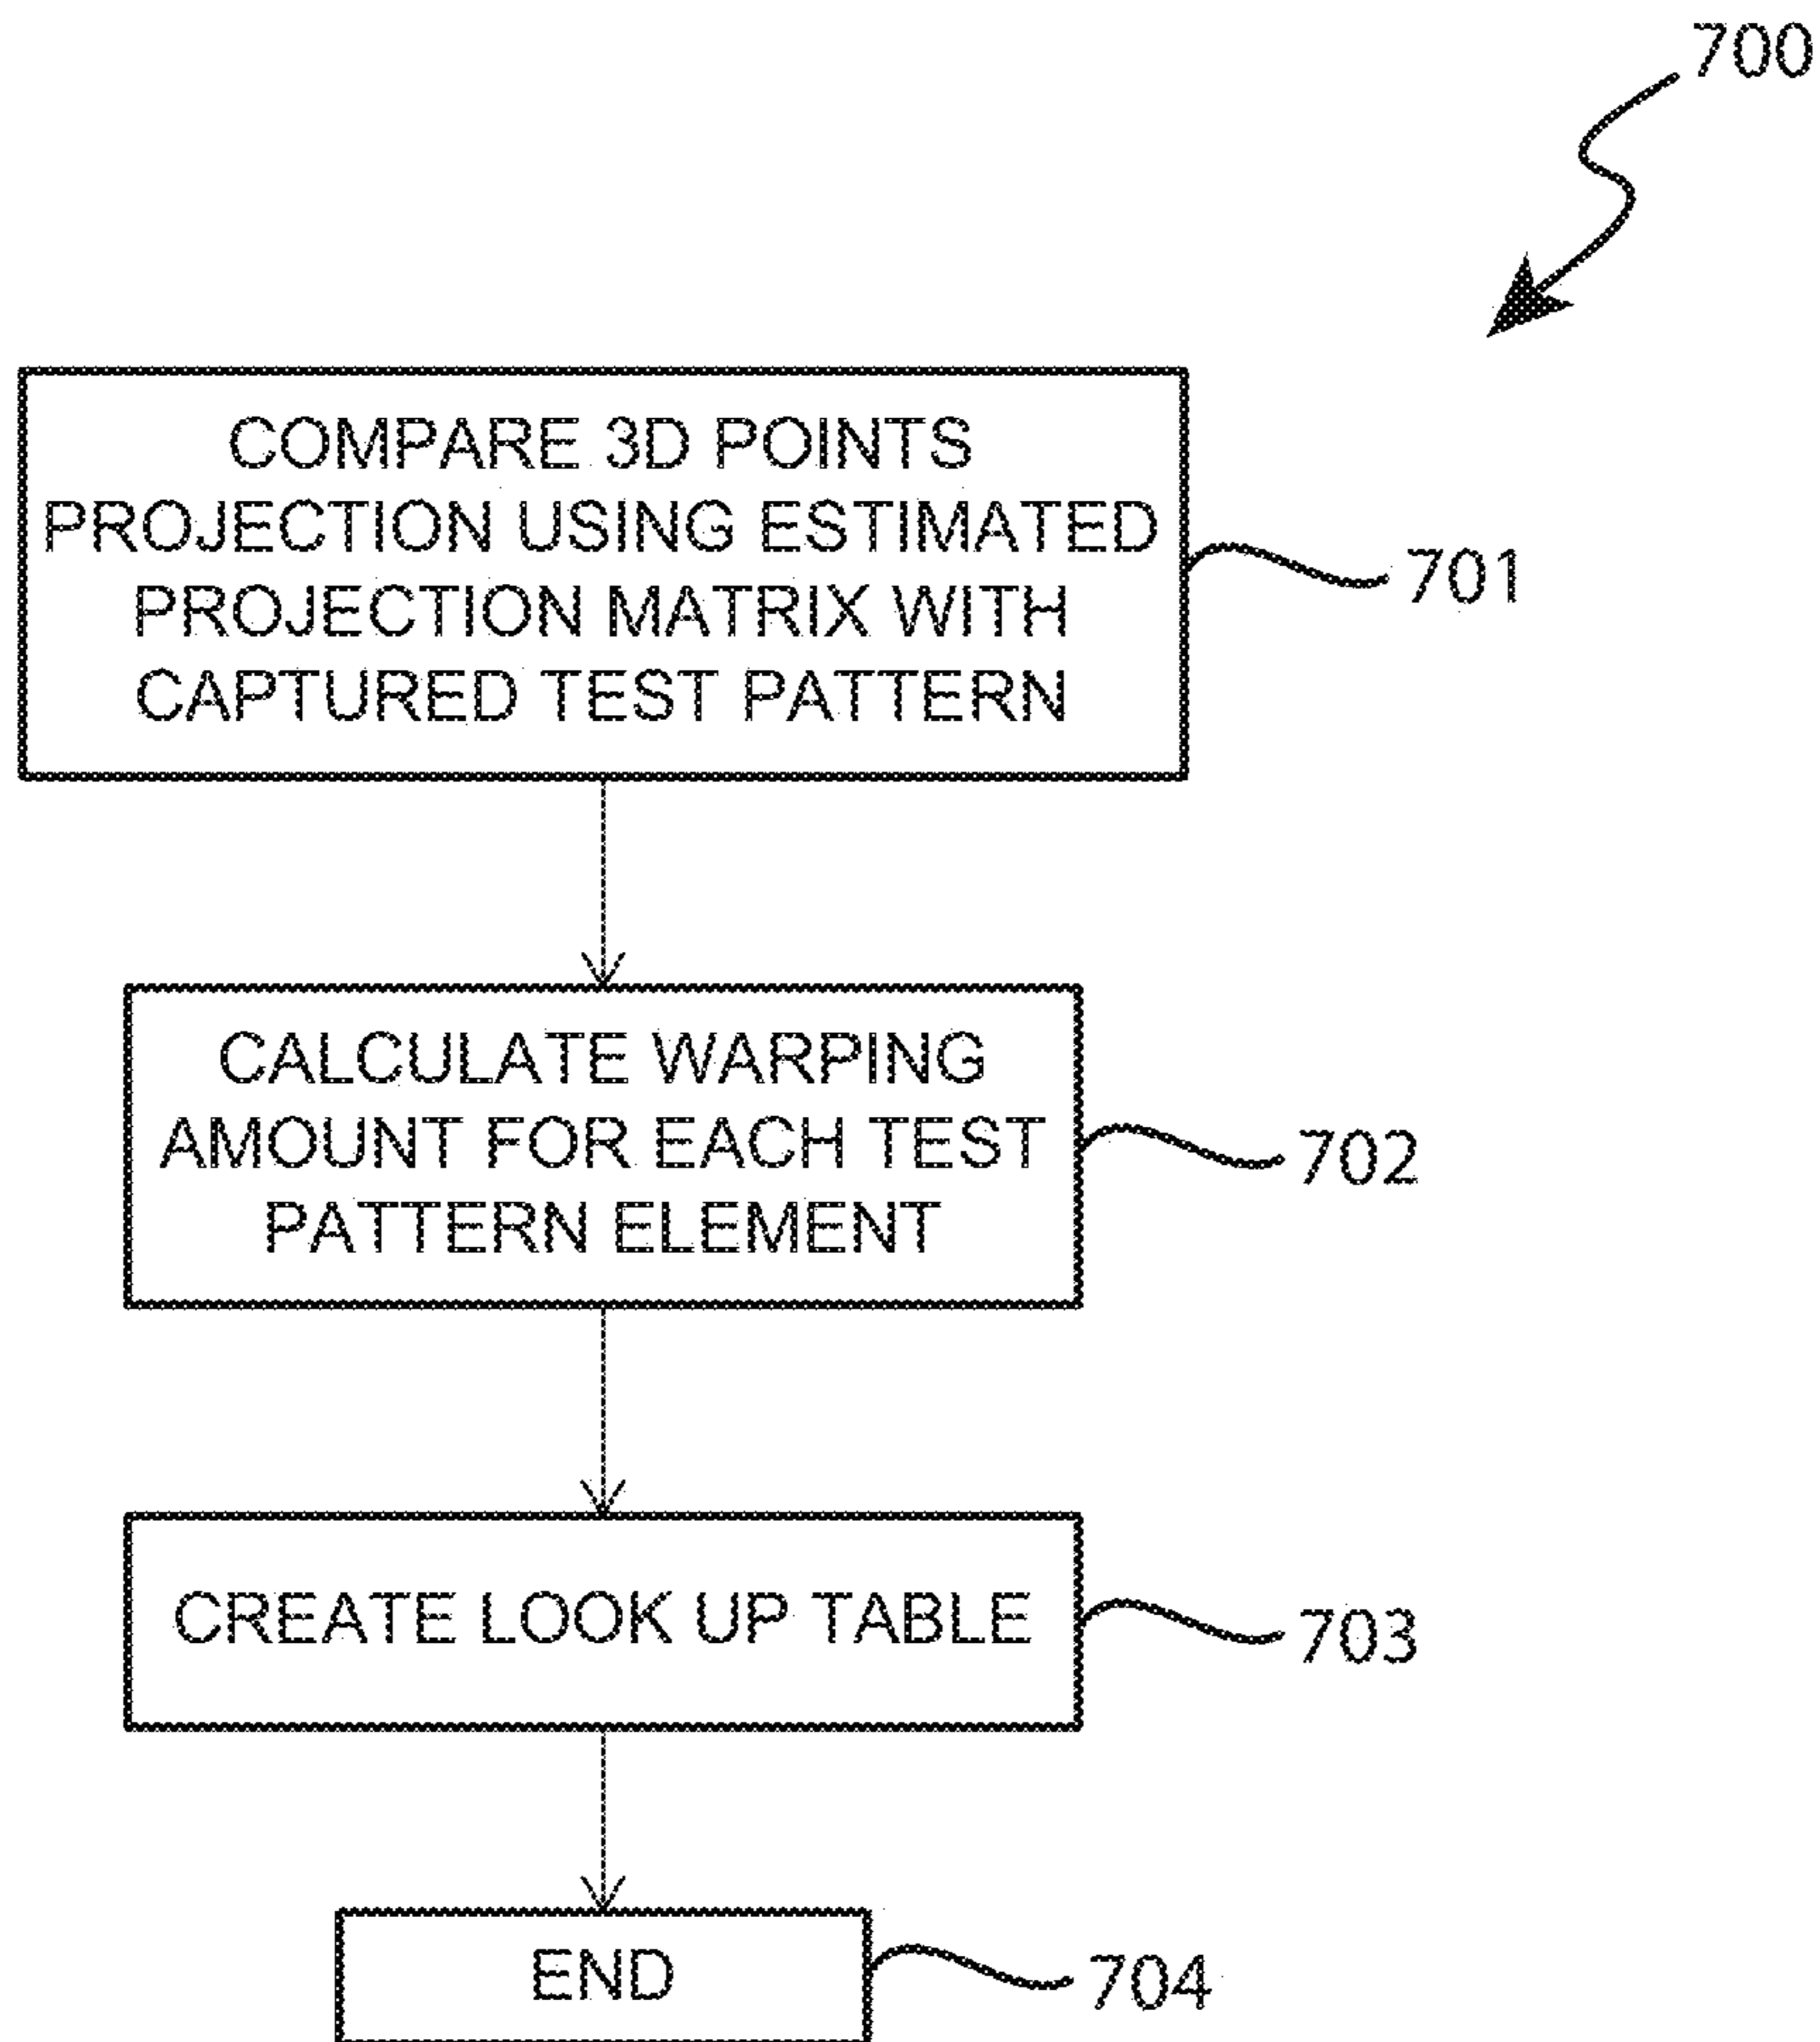 700
COMPARE 3D POINTS
PROJECTION USING ESTIMATED
PROJECTION MATRIX WITH
CAPTURED TEST PATTERN
701
CALCULATE WARPING
AMOUNT FOR EACH TEST
PATTERN ELEMENT
702
CREATE LOOK UP TABLE
703
END
704